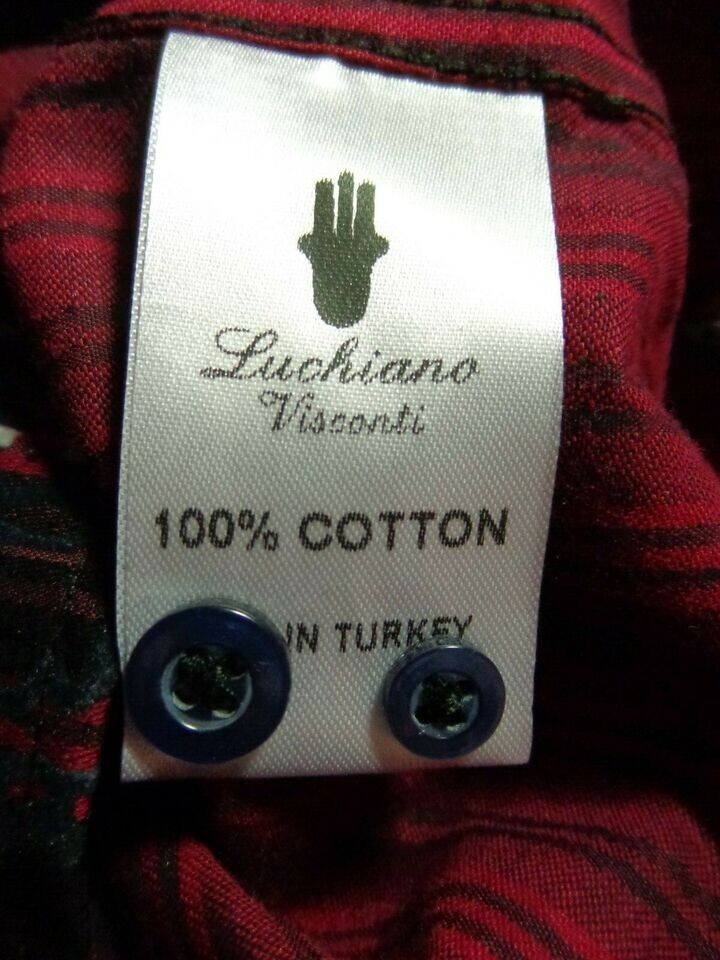 Luchiano
Visconti
100% COTTON
IN TURKEY